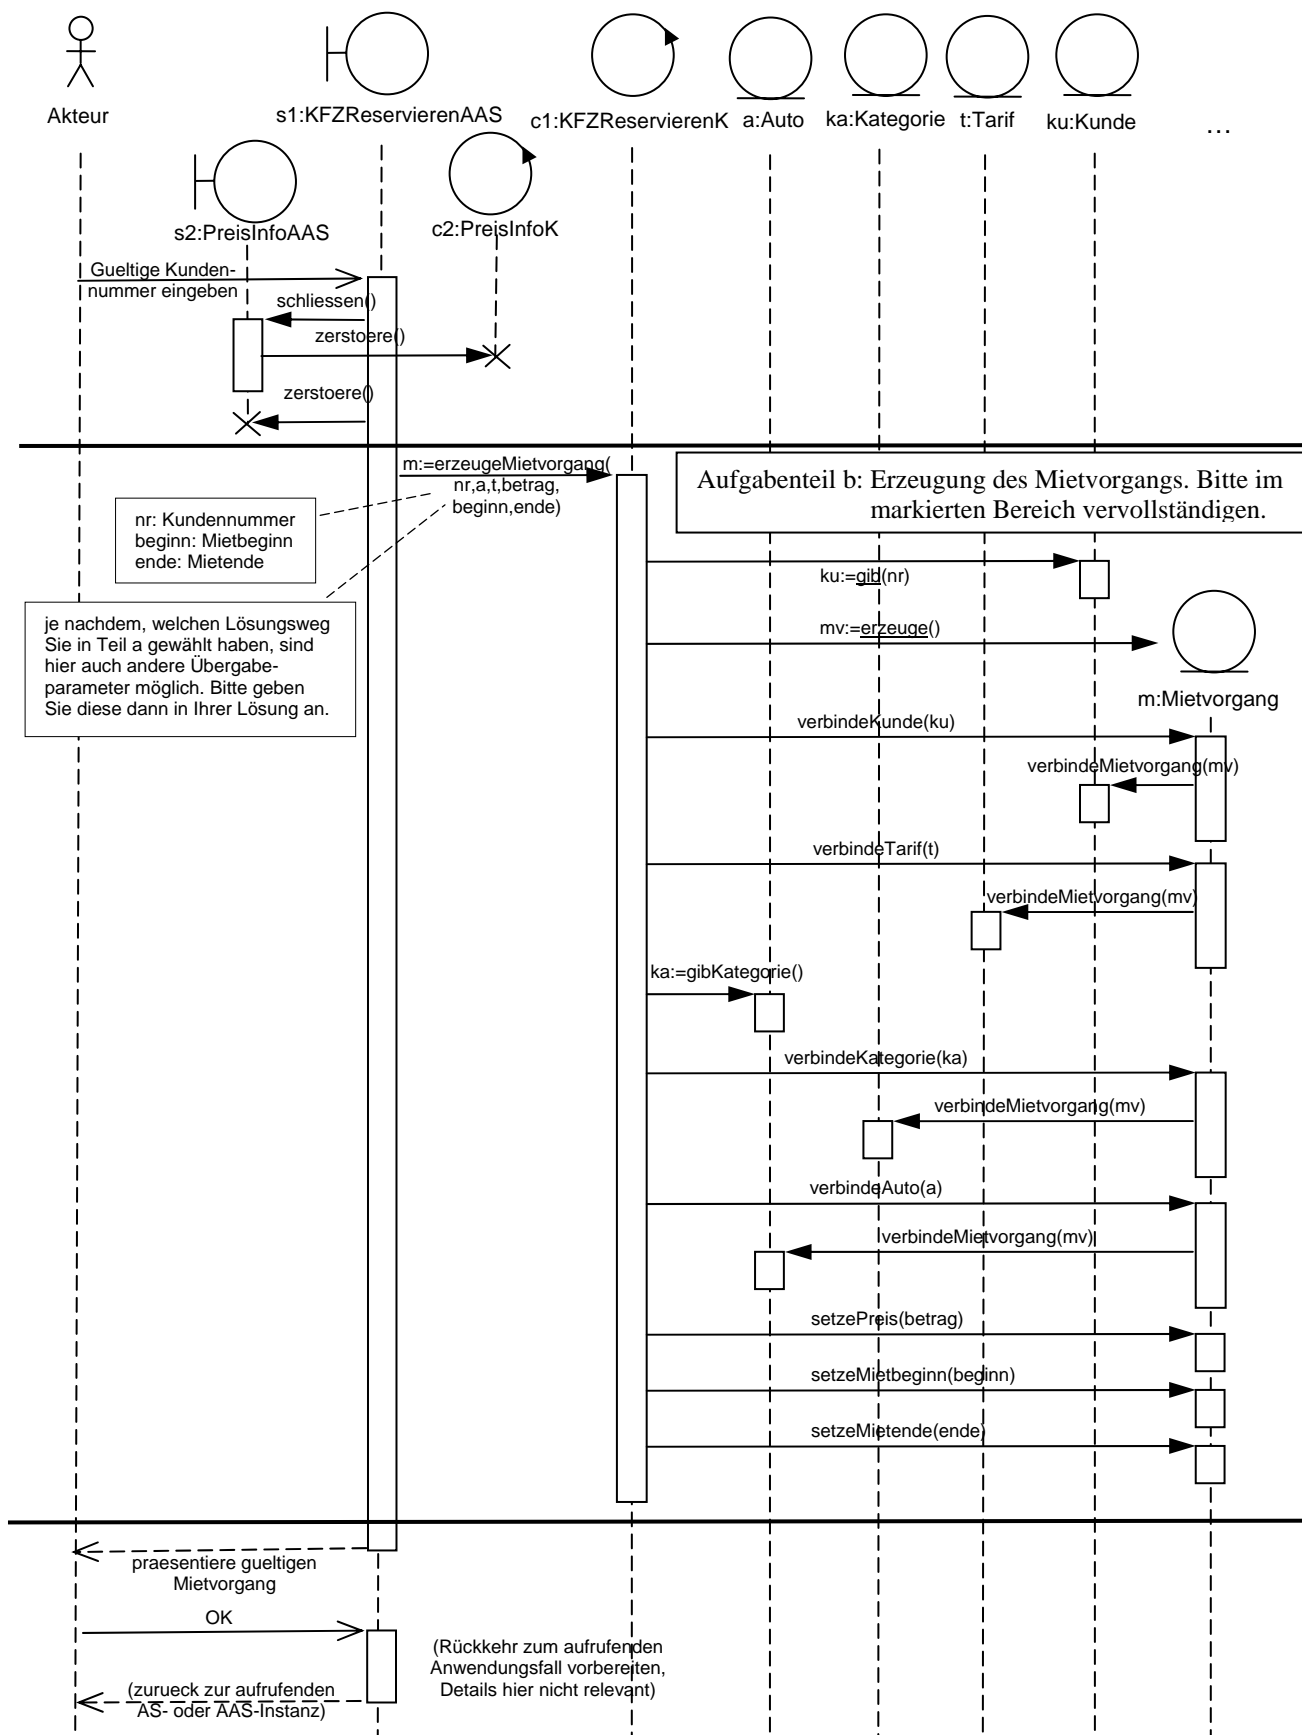 Akteur
s1:KFZReservierenAAS
c1:KFZReservierenK
a:Auto
ka:Kategorie
t:Tarif
ku:Kunde
...
s2:PreisInfoAAS
c2:PreisInfoK
Gueltige Kunden-
nummer eingeben
schliessen()
zerstoere()
zerstoere()
m:=erzeugeMietvorgang(
nr,a,t,betrag,
beginn,ende)
Aufgabenteil b: Erzeugung des Mietvorgangs. Bitte im
markierten Bereich vervollständigen.
nr: Kundennummer
beginn: Mietbeginn
ende: Mietende
ku:=gib(nr)
je nachdem, welchen Lösungsweg
Sie in Teil a gewählt haben, sind
hier auch andere Übergabe-
parameter möglich. Bitte geben
Sie diese dann in Ihrer Lösung an.
mv:=erzeuge()
m:Mietvorgang
verbindeKunde(ku)
verbindeMietvorgang(mv)
verbindeTarif(t)
verbindeMietvorgang(mv)
ka:=gibKategorie()
verbindeKategorie(ka)
verbindeMietvorgang(mv)
verbindeAuto(a)
verbindeMietvorgang(mv)
setzePreis(betrag)
setzeMietbeginn(beginn)
setzeMietende(ende)
praesentiere gueltigen
Mietvorgang
OK
(Rückkehr zum aufrufenden
Anwendungsfall vorbereiten,
Details hier nicht relevant)
(zurueck zur aufrufenden
AS- oder AAS-Instanz)